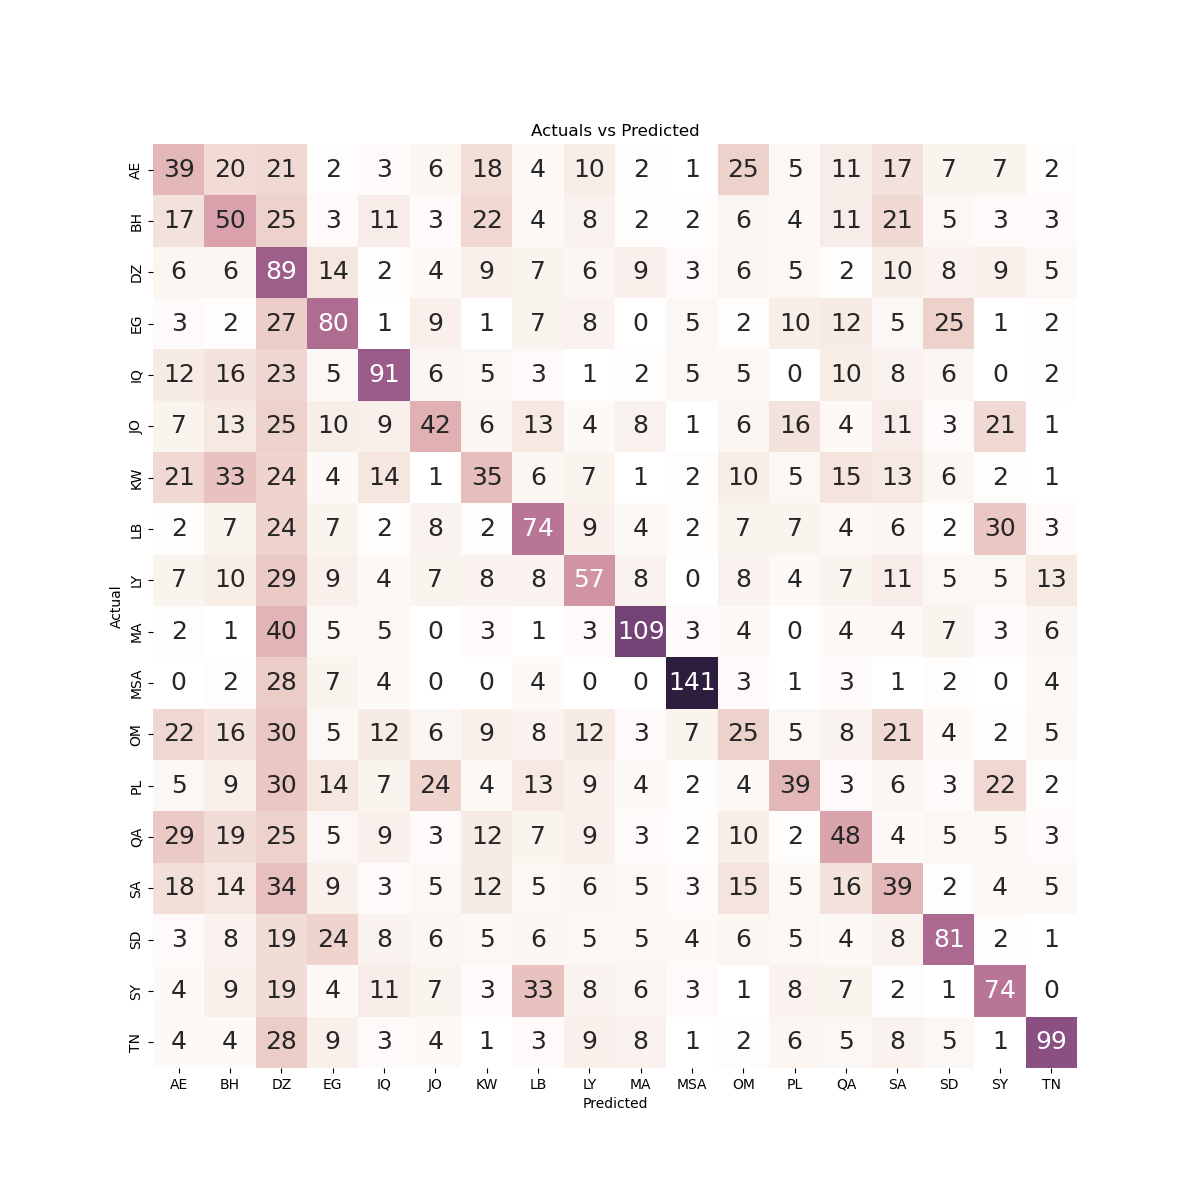 Actuals vs Predicted
AE 39 20 21 2 3 6 18 4 10 2 1 25 5 11 17 7 7 2
BH 17 50 25 3 11 3 22 4 8 2 2 6 4 11 21 5 3 3
DZ 6 6 89 14 2 4 9 7 6 9 3 6 5 2 10 8 9 5
EG 3 2 27 80 1 9 1 7 8 0 5 2 10 12 5 25 1 2
IQ 12 16 23 5 91 6 5 3 1 2 5 5 0 10 8 6 0 2
JO 7 13 25 10 9 42 6 13 4 8 1 6 16 4 11 3 21 1
KW 21 33 24 4 14 1 35 6 7 1 2 10 5 15 13 6 2 1
LB 2 7 24 7 2 8 2 74 9 4 2 7 7 4 6 2 30 3
LY 7 10 29 9 4 7 8 8 57 8 0 8 4 7 11 5 5 13
Actual
MA 2 1 40 5 5 0 3 1 3 109 3 4 0 4 4 7 3 6
MSA 0 2 28 7 4 0 0 4 0 0 141 3 1 3 1 2 0 4
OM 22 16 30 5 12 6 9 8 12 3 7 25 5 8 21 4 2 5
PL 5 9 30 14 7 24 4 13 9 4 2 4 39 3 6 3 22 2
QA 29 19 25 5 9 3 12 7 9 3 2 10 2 48 4 5 5 3
SA 18 14 34 9 3 5 12 5 6 5 3 15 5 16 39 2 4 5
SD 3 8 19 24 8 6 5 6 5 5 4 6 5 4 8 81 2 1
SY 4 9 19 4 11 7 3 33 8 6 3 1 8 7 2 1 74 0
TN 4 4 28 9 3 4 1 3 9 8 1 2 6 5 8 5 1 99
AE BH DZ EG IQ JO KW LB LY MA MSA OM PL QA SA SD SY TN
Predicted